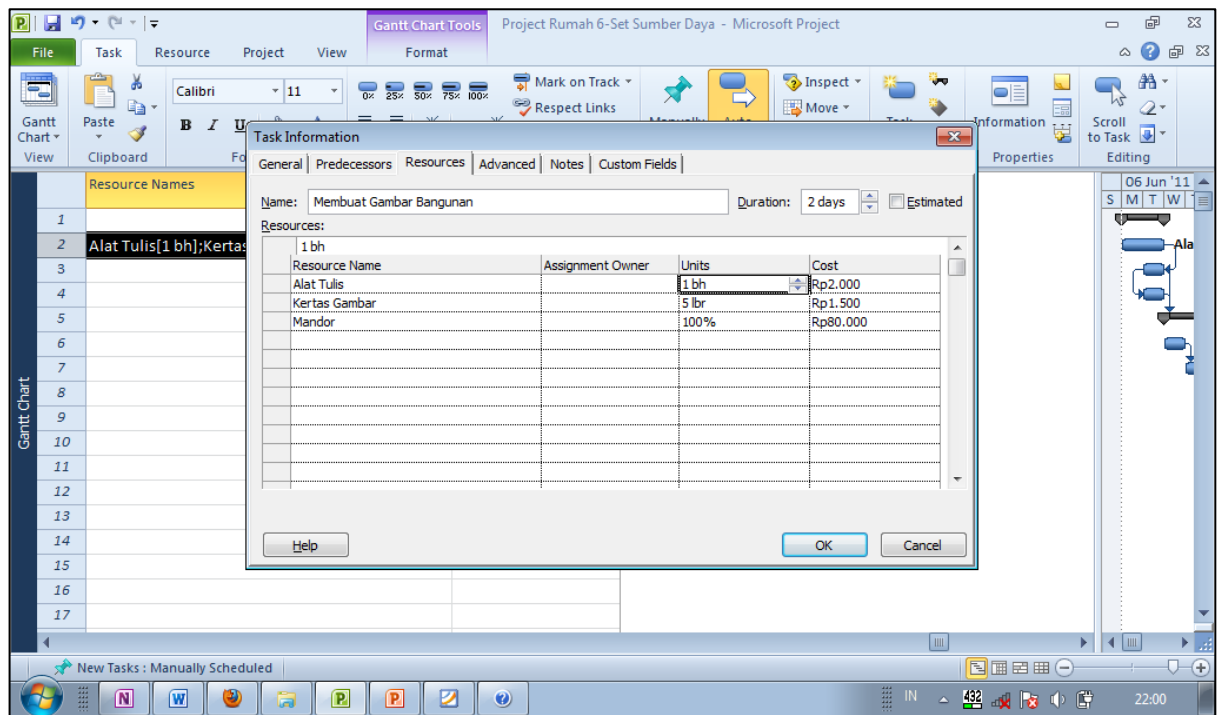 Gantt Chart Tools
Project Rumah 6-Set Sumber Daya - Microsoft Project
File Task Resource Project View Format
Calibri 11
0% 25% 50% 75% 100%
Mark on Track
Inspect
Respect Links
Move
Gantt Chart
Paste
B I U
Information
Scroll to Task
View Clipboard Properties Editing
Task Information
General Predecessors Resources Advanced Notes Custom Fields
Name: Membuat Gambar Bangunan Duration: 2 days Estimated
Resources:
1 bh
Resource Name Assignment Owner Units Cost
Alat Tulis 1 bh Rp2.000
Kertas Gambar 5 lbr Rp1.500
Mandor 100% Rp80.000
Help OK Cancel
Resource Names
06 Jun '11
S M T W
1
2 Alat Tulis[1 bh];Kertas
Ala
3
4
5
6
7
8
9
10
11
12
13
14
15
16
17
Gantt Chart
New Tasks : Manually Scheduled
IN
432
22:00